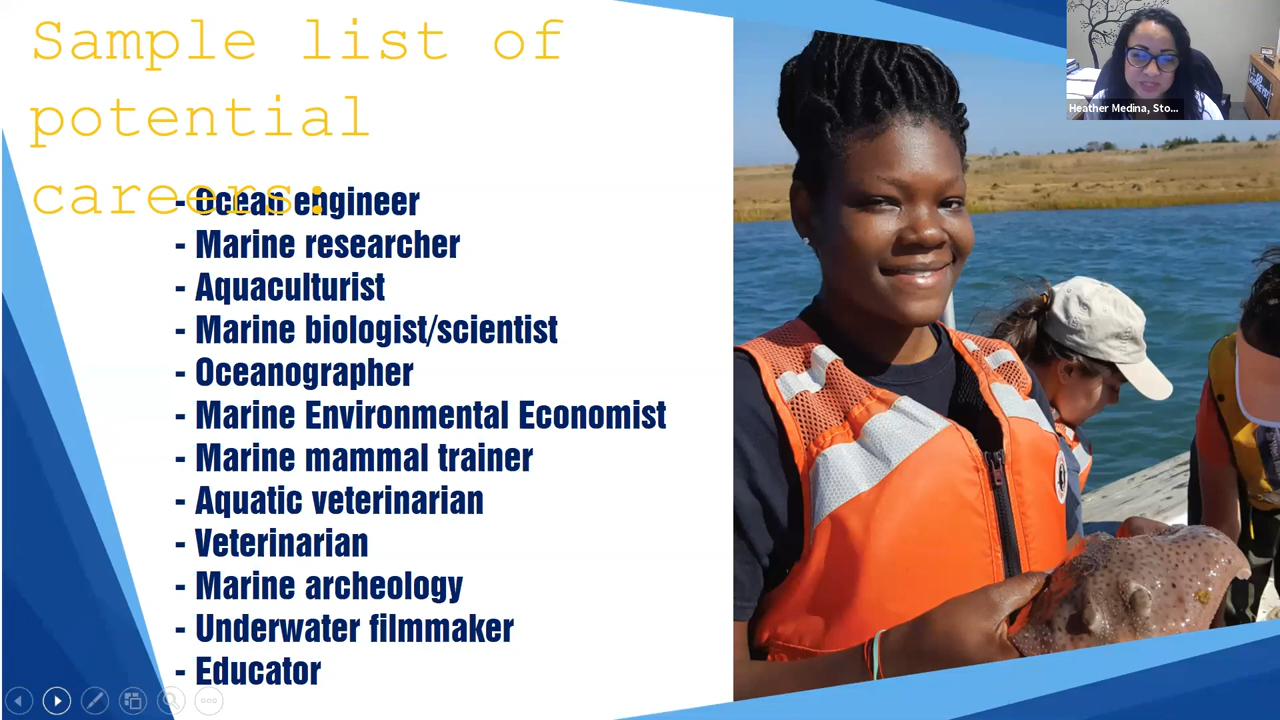 Sample list of
potential
careers:
- Ocean engineer
- Marine researcher
- Aquaculturist
- Marine biologist/scientist
- Oceanographer
- Marine Environmental Economist
- Marine mammal trainer
- Aquatic veterinarian
- Veterinarian
- Marine archeology
- Underwater filmmaker
- Educator
Heather Medina, Sto...